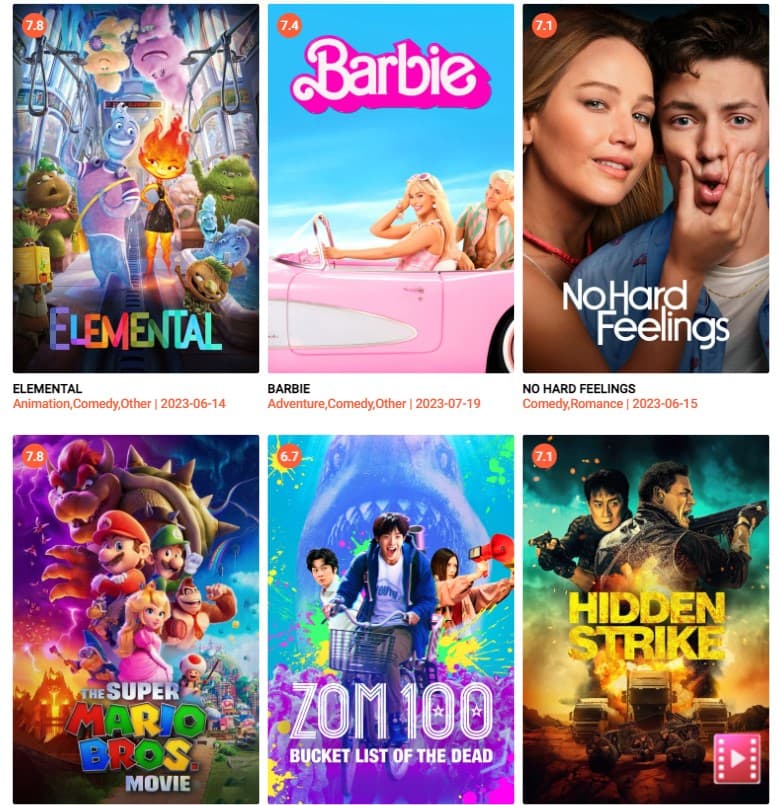 7.8
7.4
7.1
Barbie
No Hard
Feelings
ELEMENTAL
ELEMENTAL
BARBIE
NO HARD FEELINGS
Animation,Comedy,Other | 2023-06-14
Adventure,Comedy,Other | 2023-07-19
Comedy,Romance | 2023-06-15
7.8
6.7
7.1
HIDDEN
STRIKE
THE SUPER
MARIO
BROS.
MOVIE
ZOM 100
BUCKET LIST OF THE DEAD